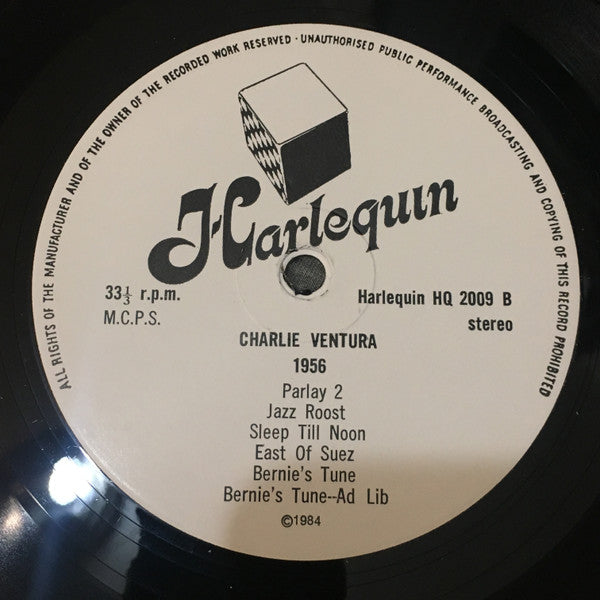 ALL RIGHTS OF THE MANUFACTURER AND OF THE OWNER OF THE RECORDED WORK RESERVED · UNAUTHORISED PUBLIC PERFORMANCE BROADCASTING AND COPYING OF THIS RECORD PROHIBITED
Harlequin
33⅓ r.p.m.
M.C.P.S.
Harlequin HQ 2009 B
stereo
CHARLIE VENTURA
1956
Parlay 2
Jazz Roost
Sleep Till Noon
East Of Suez
Bernie's Tune
Bernie's Tune--Ad Lib
©1984